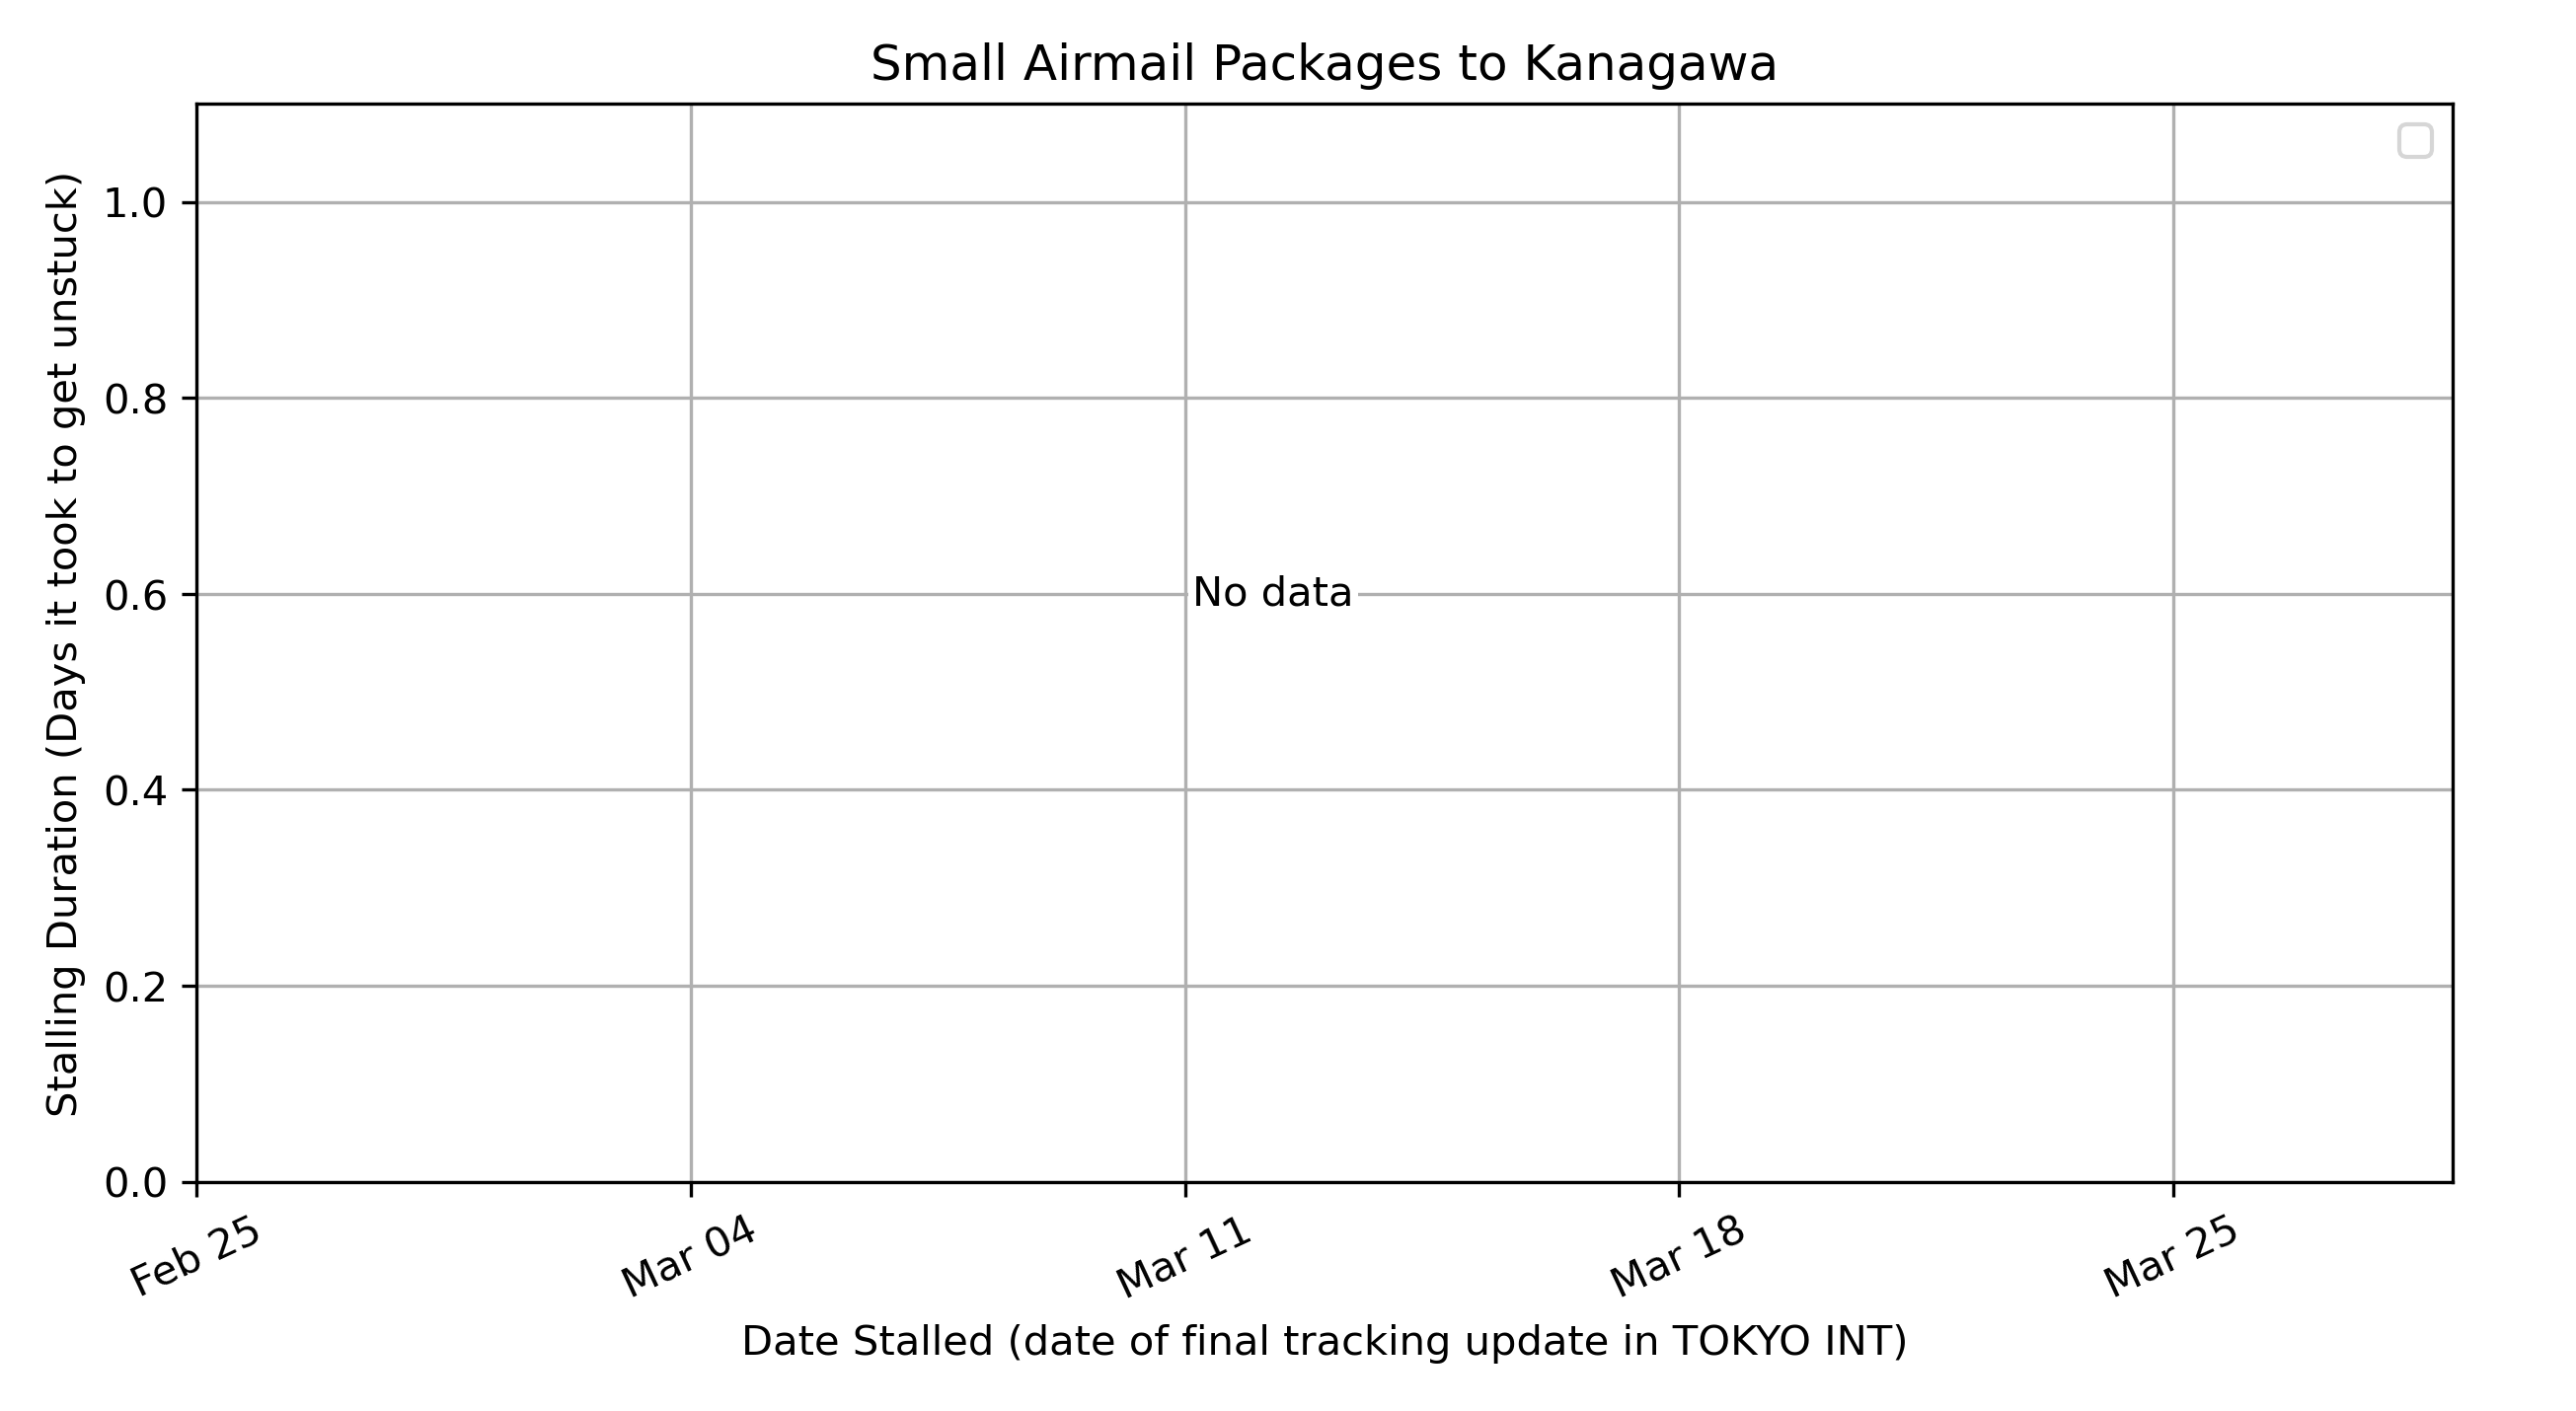 Small Airmail Packages to Kanagawa
Stalling Duration (Days it took to get unstuck)
1.0
0.8
0.6
0.4
0.2
0.0
No data
Feb 25
Mar 04
Mar 11
Mar 18
Mar 25
Date Stalled (date of final tracking update in TOKYO INT)